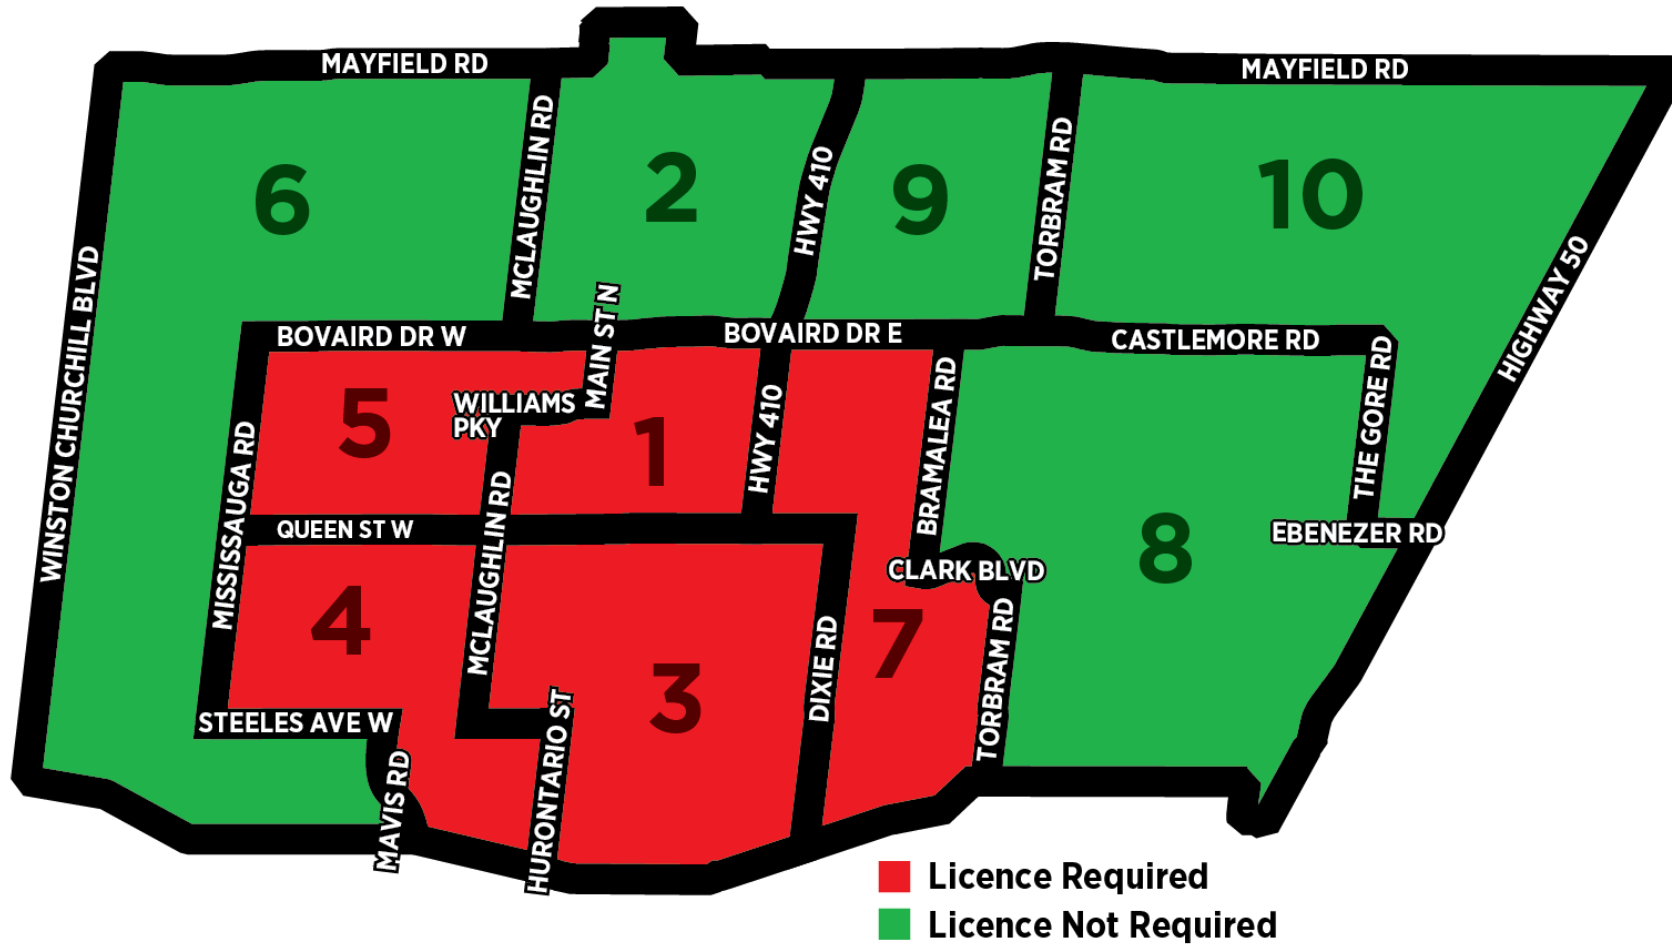 MAYFIELD RD
MAYFIELD RD
MCLAUGHLIN RD
HWY 410
TORBRAM RD
6
2
9
10
WINSTON CHURCHILL BLVD
HIGHWAY 50
MAIN ST N
BOVAIRD DR W
BOVAIRD DR E
CASTLEMORE RD
THE GORE RD
MISSISSAUGA RD
WILLIAMS
PKY
HWY 410
BRAMALEA RD
5
1
QUEEN ST W
EBENEZER RD
MCLAUGHLIN RD
CLARK BLVD
8
4
3
7
DIXIE RD
TORBRAM RD
STEELES AVE W
MAVIS RD
HURONTARIO ST
Licence Required
Licence Not Required